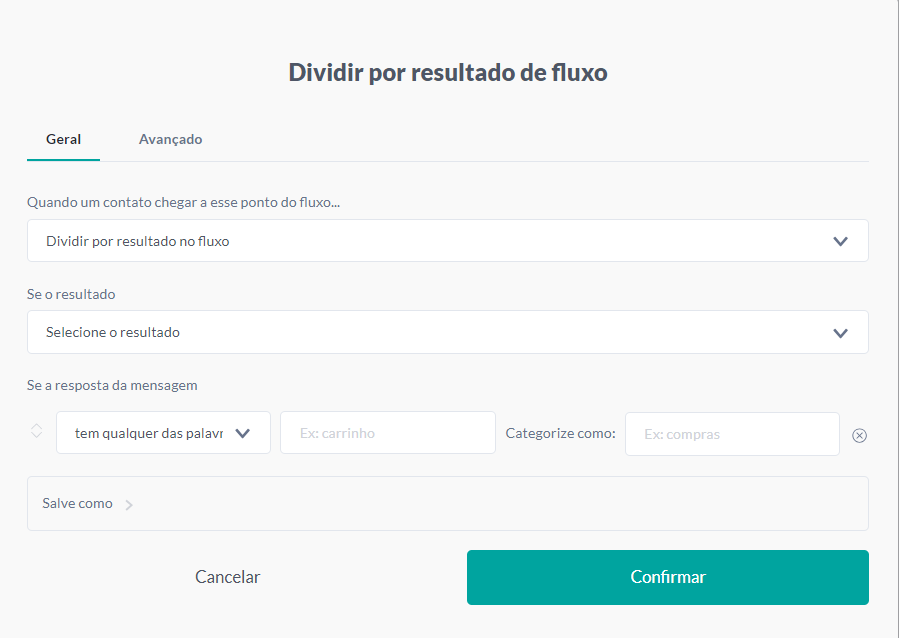 Dividir por resultado de fluxo
Geral Avançado
Quando um contato chegar a esse ponto do fluxo...
Dividir por resultado no fluxo
Se o resultado
Selecione o resultado
Se a resposta da mensagem
tem qualquer das palavr Ex: carrinho Categorize como: Ex: compras
Salve como
Cancelar Confirmar